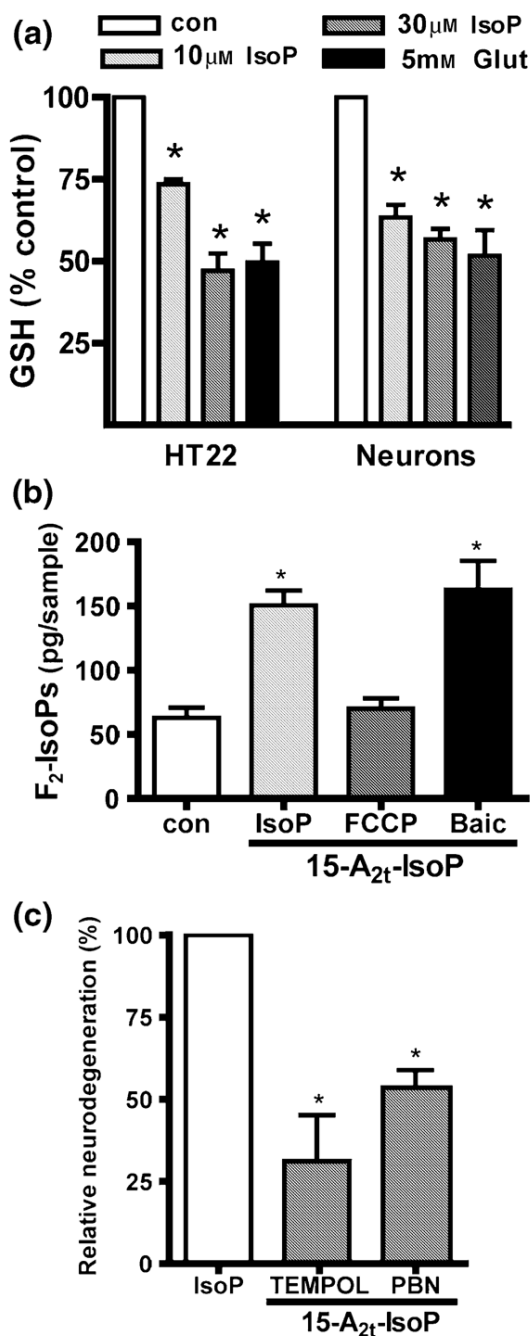 (a)
con
30μM IsoP
10μM IsoP
5mM Glut
GSH (% control)
100
75
50
25
* * * * * *
HT22 Neurons
(b)
F₂-IsoPs (pg/sample)
200
150
100
50
0
* *
con IsoP FCCP Baic
15-A₂ₜ-IsoP
(c)
Relative neurodegeneration (%)
100
75
50
25
0
* *
IsoP TEMPOL PBN
15-A₂ₜ-IsoP